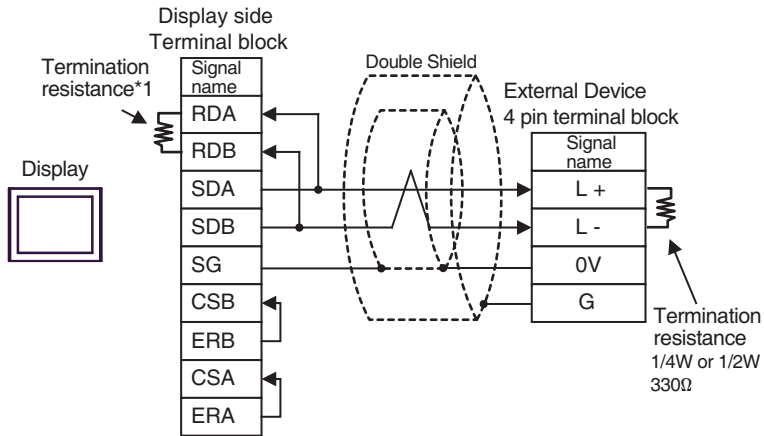 Display side
Terminal block
Termination
resistance*1
Display
Signal
name
RDA
RDB
SDA
SDB
SG
CSB
ERB
CSA
ERA
Double Shield
External Device
4 pin terminal block
Signal
name
L +
L -
0V
G
Termination
resistance
1/4W or 1/2W
330Ω